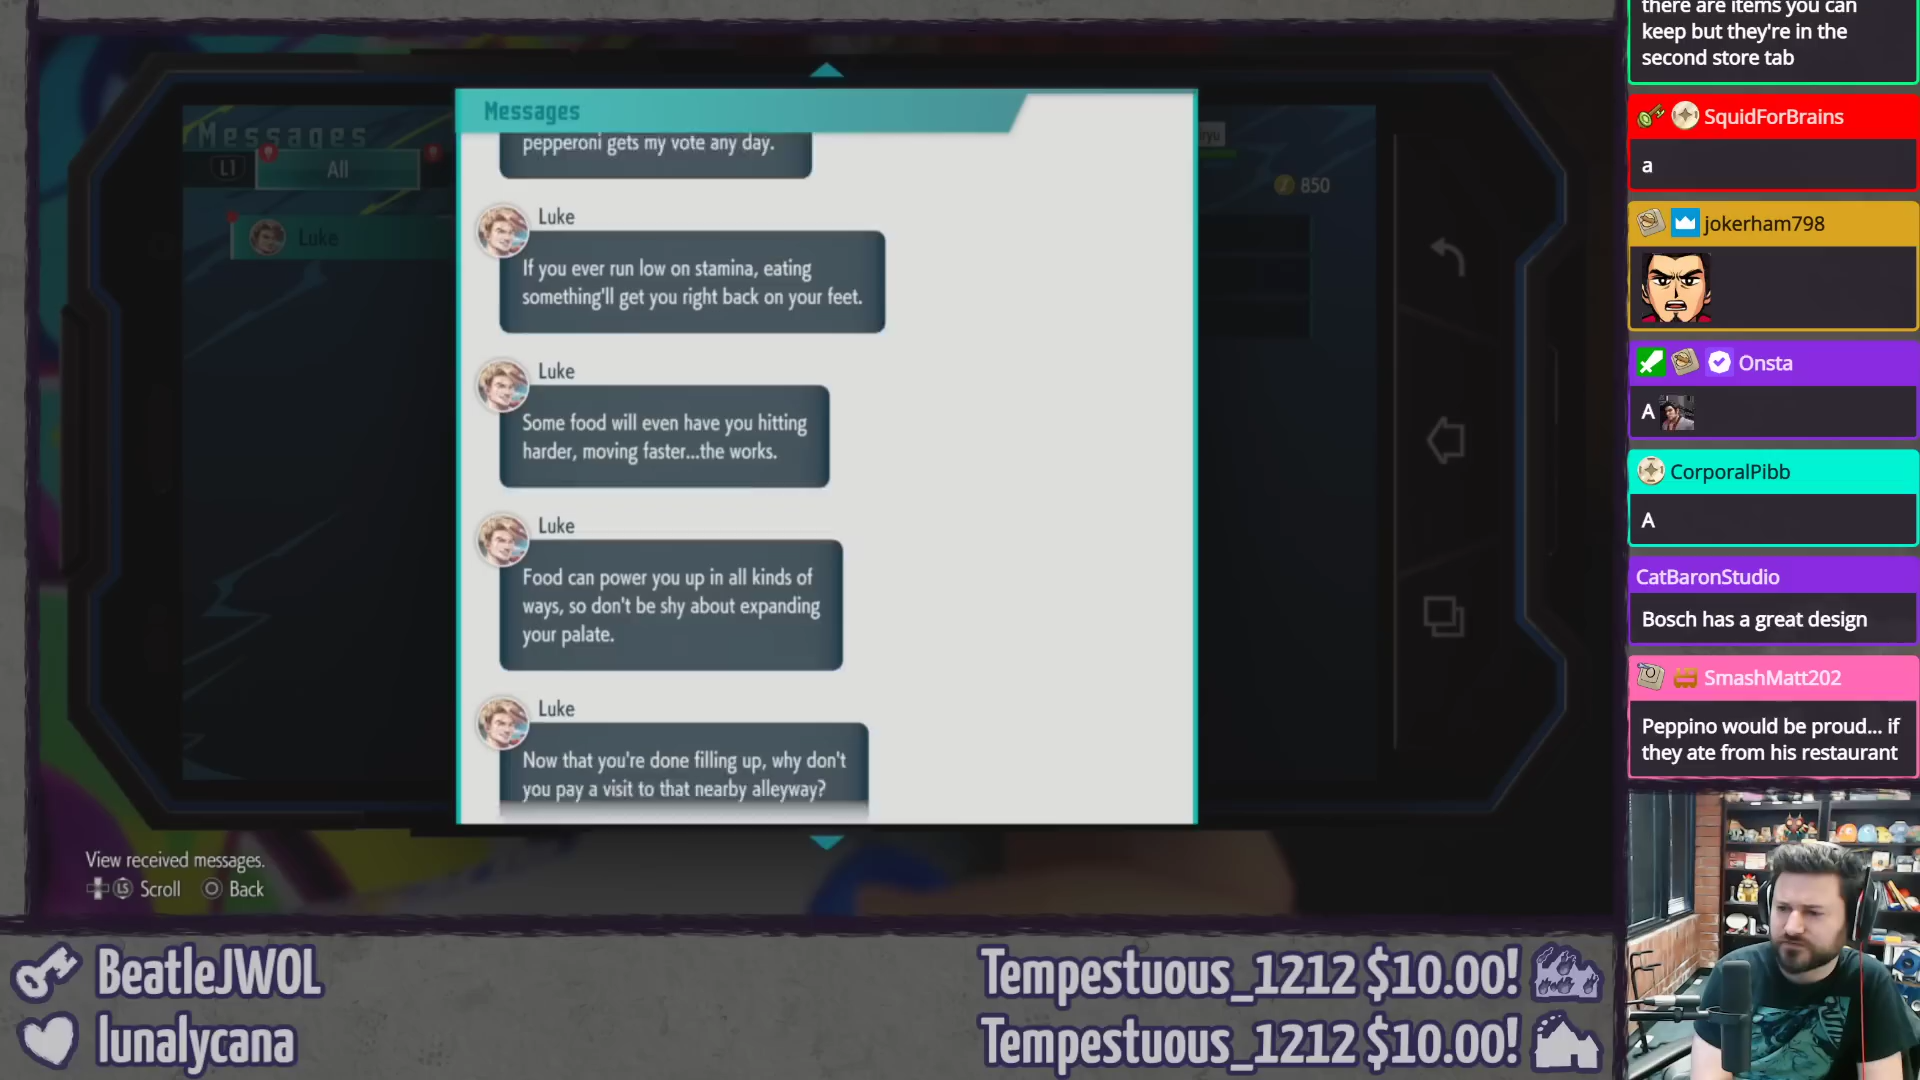 Messages
L1
All
Luke
850
Messages
pepperoni gets my vote any day.
Luke
If you ever run low on stamina, eating
something'll get you right back on your feet.
Luke
Some food will even have you hitting
harder, moving faster...the works.
Luke
Food can power you up in all kinds of
ways, so don't be shy about expanding
your palate.
Luke
Now that you're done filling up, why don't
you pay a visit to that nearby alleyway?
View received messages.
LS Scroll Back
there are items you can
keep but they're in the
second store tab
SquidForBrains
a
jokerham798
Onsta
A
CorporalPibb
A
CatBaronStudio
Bosch has a great design
SmashMatt202
Peppino would be proud... if
they ate from his restaurant
BeatleJWOL
lunalycana
Tempestuous_1212 $10.00!
Tempestuous_1212 $10.00!